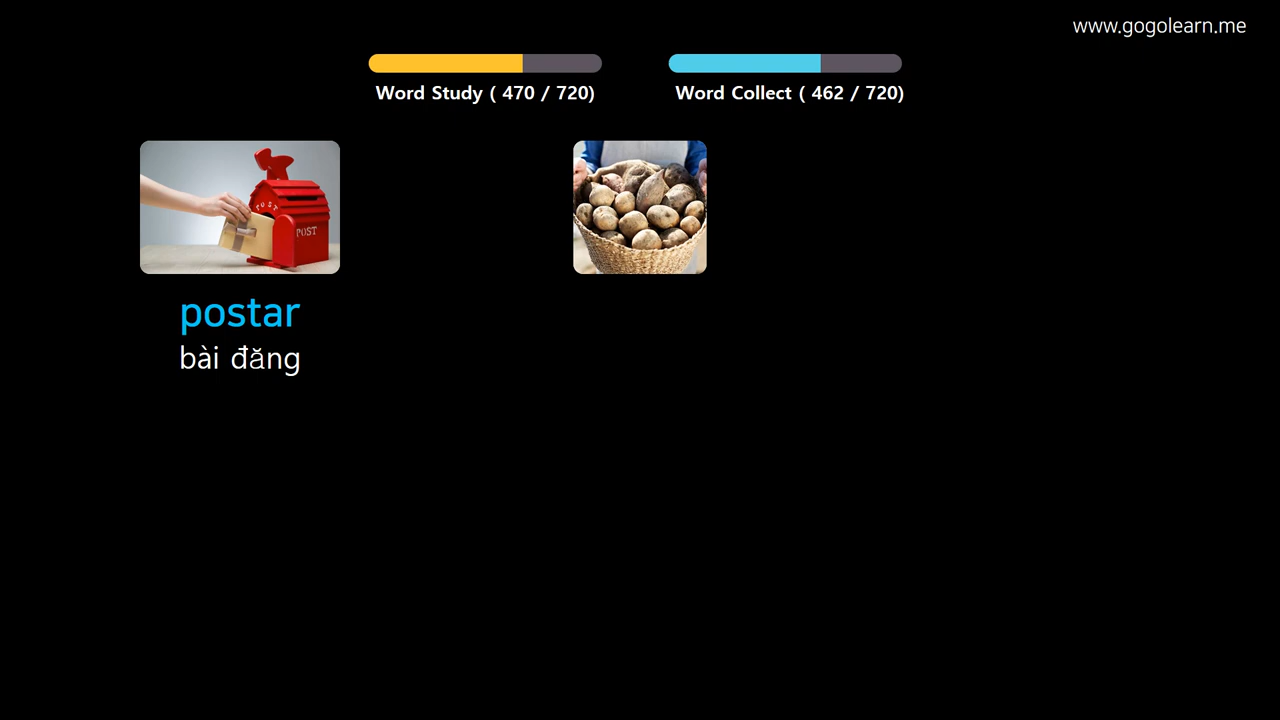 www.gogolearn.me
Word Study ( 470 / 720)
Word Collect ( 462 / 720)
POST
POST
postar
bài đăng